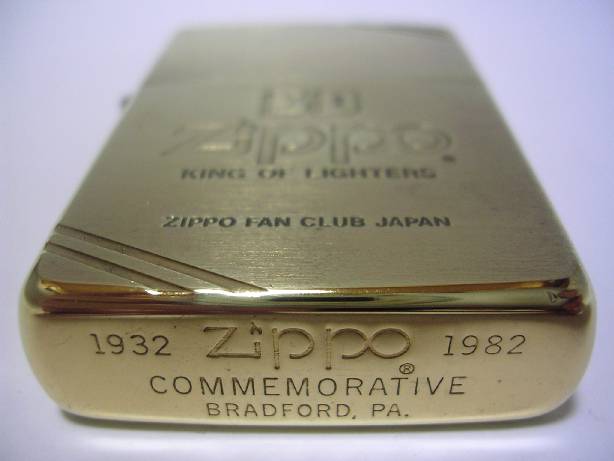 Zippo
KING OF LIGHTERS
ZIPPO FAN CLUB JAPAN
1932 Zippo® 1982
COMMEMORATIVE
BRADFORD, PA.